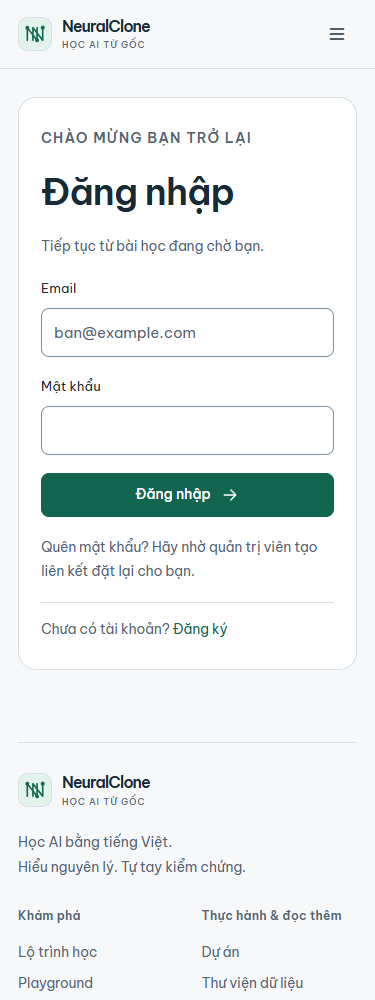 NeuralClone
HỌC AI TỪ GỐC
CHÀO MỪNG BẠN TRỞ LẠI
Đăng nhập
Tiếp tục từ bài học đang chờ bạn.
Email
ban@example.com
Mật khẩu
Đăng nhập →
Quên mật khẩu? Hãy nhờ quản trị viên tạo
liên kết đặt lại cho bạn.
Chưa có tài khoản? Đăng ký
NeuralClone
HỌC AI TỪ GỐC
Học AI bằng tiếng Việt.
Hiểu nguyên lý. Tự tay kiểm chứng.
Khám phá
Thực hành & đọc thêm
Lộ trình học
Dự án
Playground
Thư viện dữ liệu